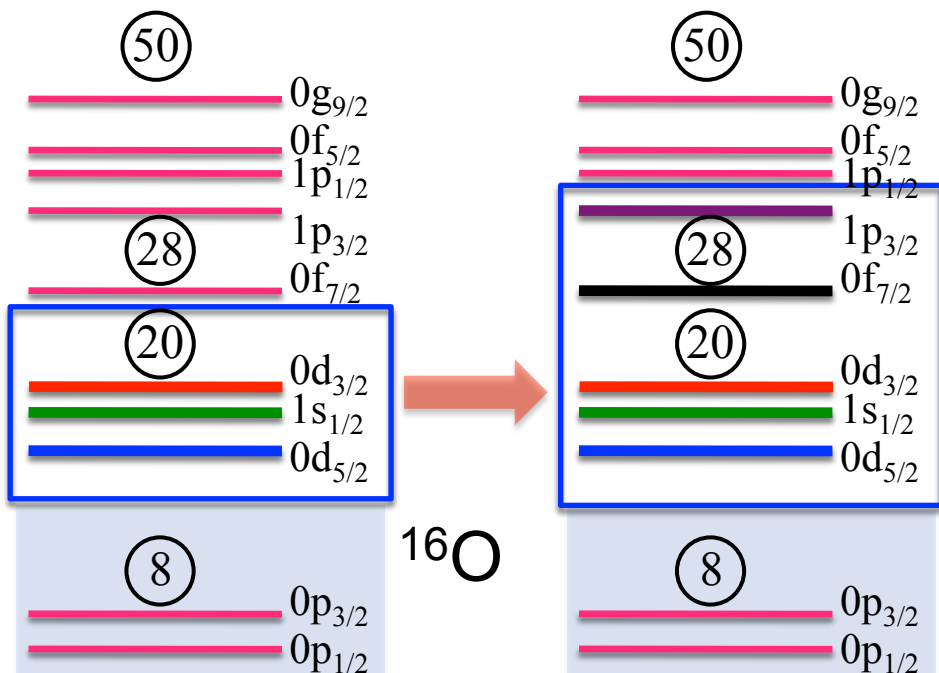 50
0g9/2
0f5/2
1p1/2
1p3/2
28
0f7/2
20
0d3/2
1s1/2
0d5/2
8
0p3/2
0p1/2
16O
50
0g9/2
0f5/2
1p1/2
1p3/2
28
0f7/2
20
0d3/2
1s1/2
0d5/2
8
0p3/2
0p1/2